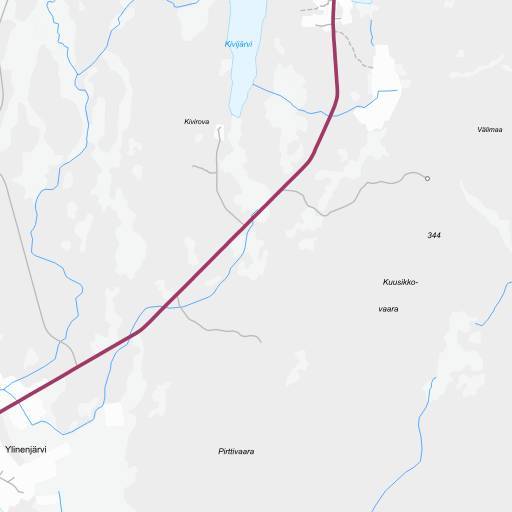 Kivijärvi
Kivirova
Välimaa
344
Kuusikko-
vaara
Ylinenjärvi
Pirttivaara